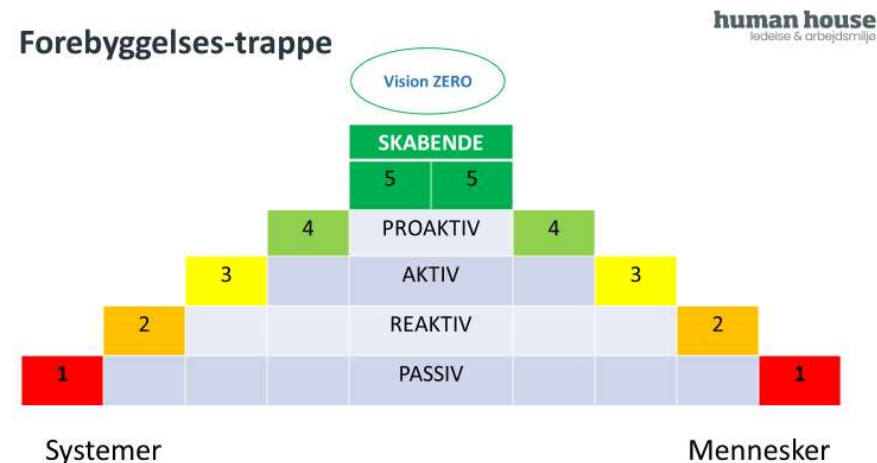 human house
ledelse & arbejdsmiljø
Forebyggelses-trappe
Vision ZERO
SKABENDE
5 5
4 PROAKTIV 4
3 AKTIV 3
2 REAKTIV 2
1 PASSIV 1
Systemer Mennesker